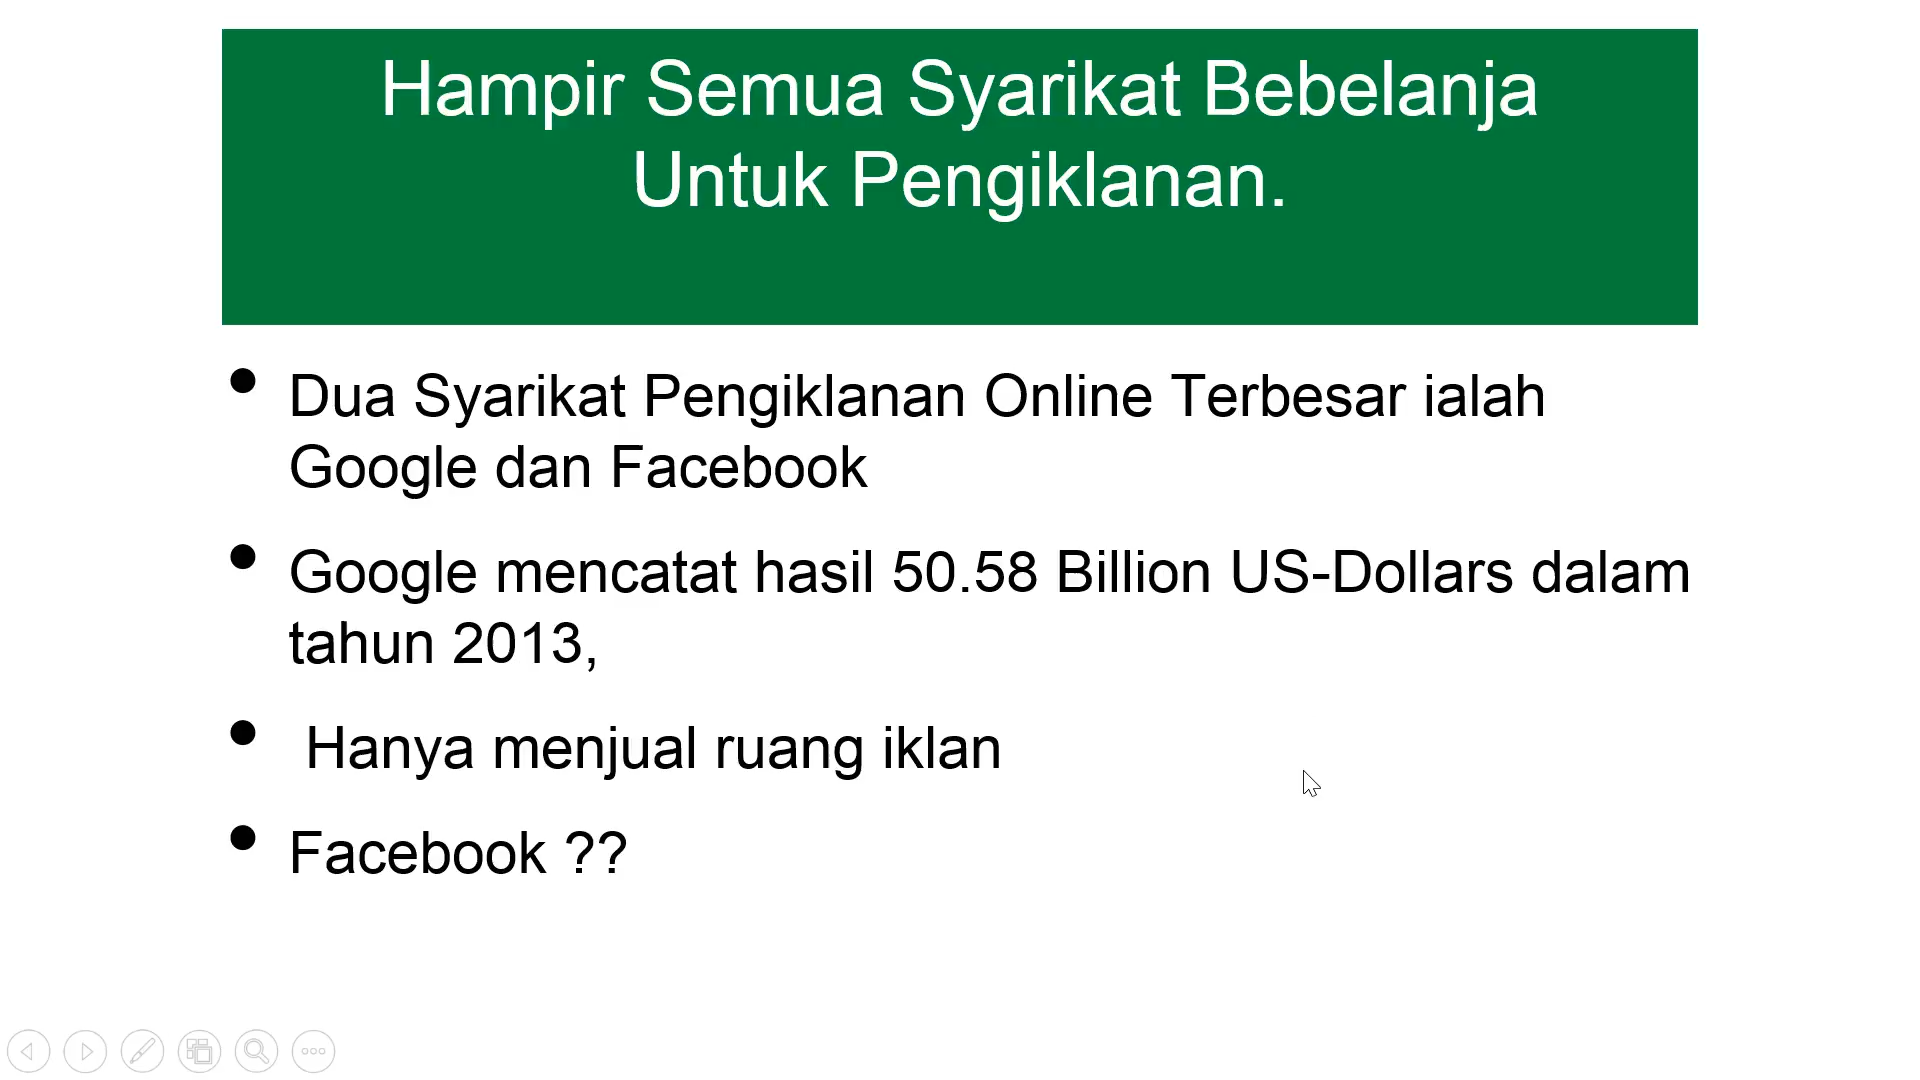 Hampir Semua Syarikat Bebelanja
Untuk Pengiklanan.
• Dua Syarikat Pengiklanan Online Terbesar ialah
Google dan Facebook
• Google mencatat hasil 50.58 Billion US-Dollars dalam
tahun 2013,
• Hanya menjual ruang iklan
• Facebook ??